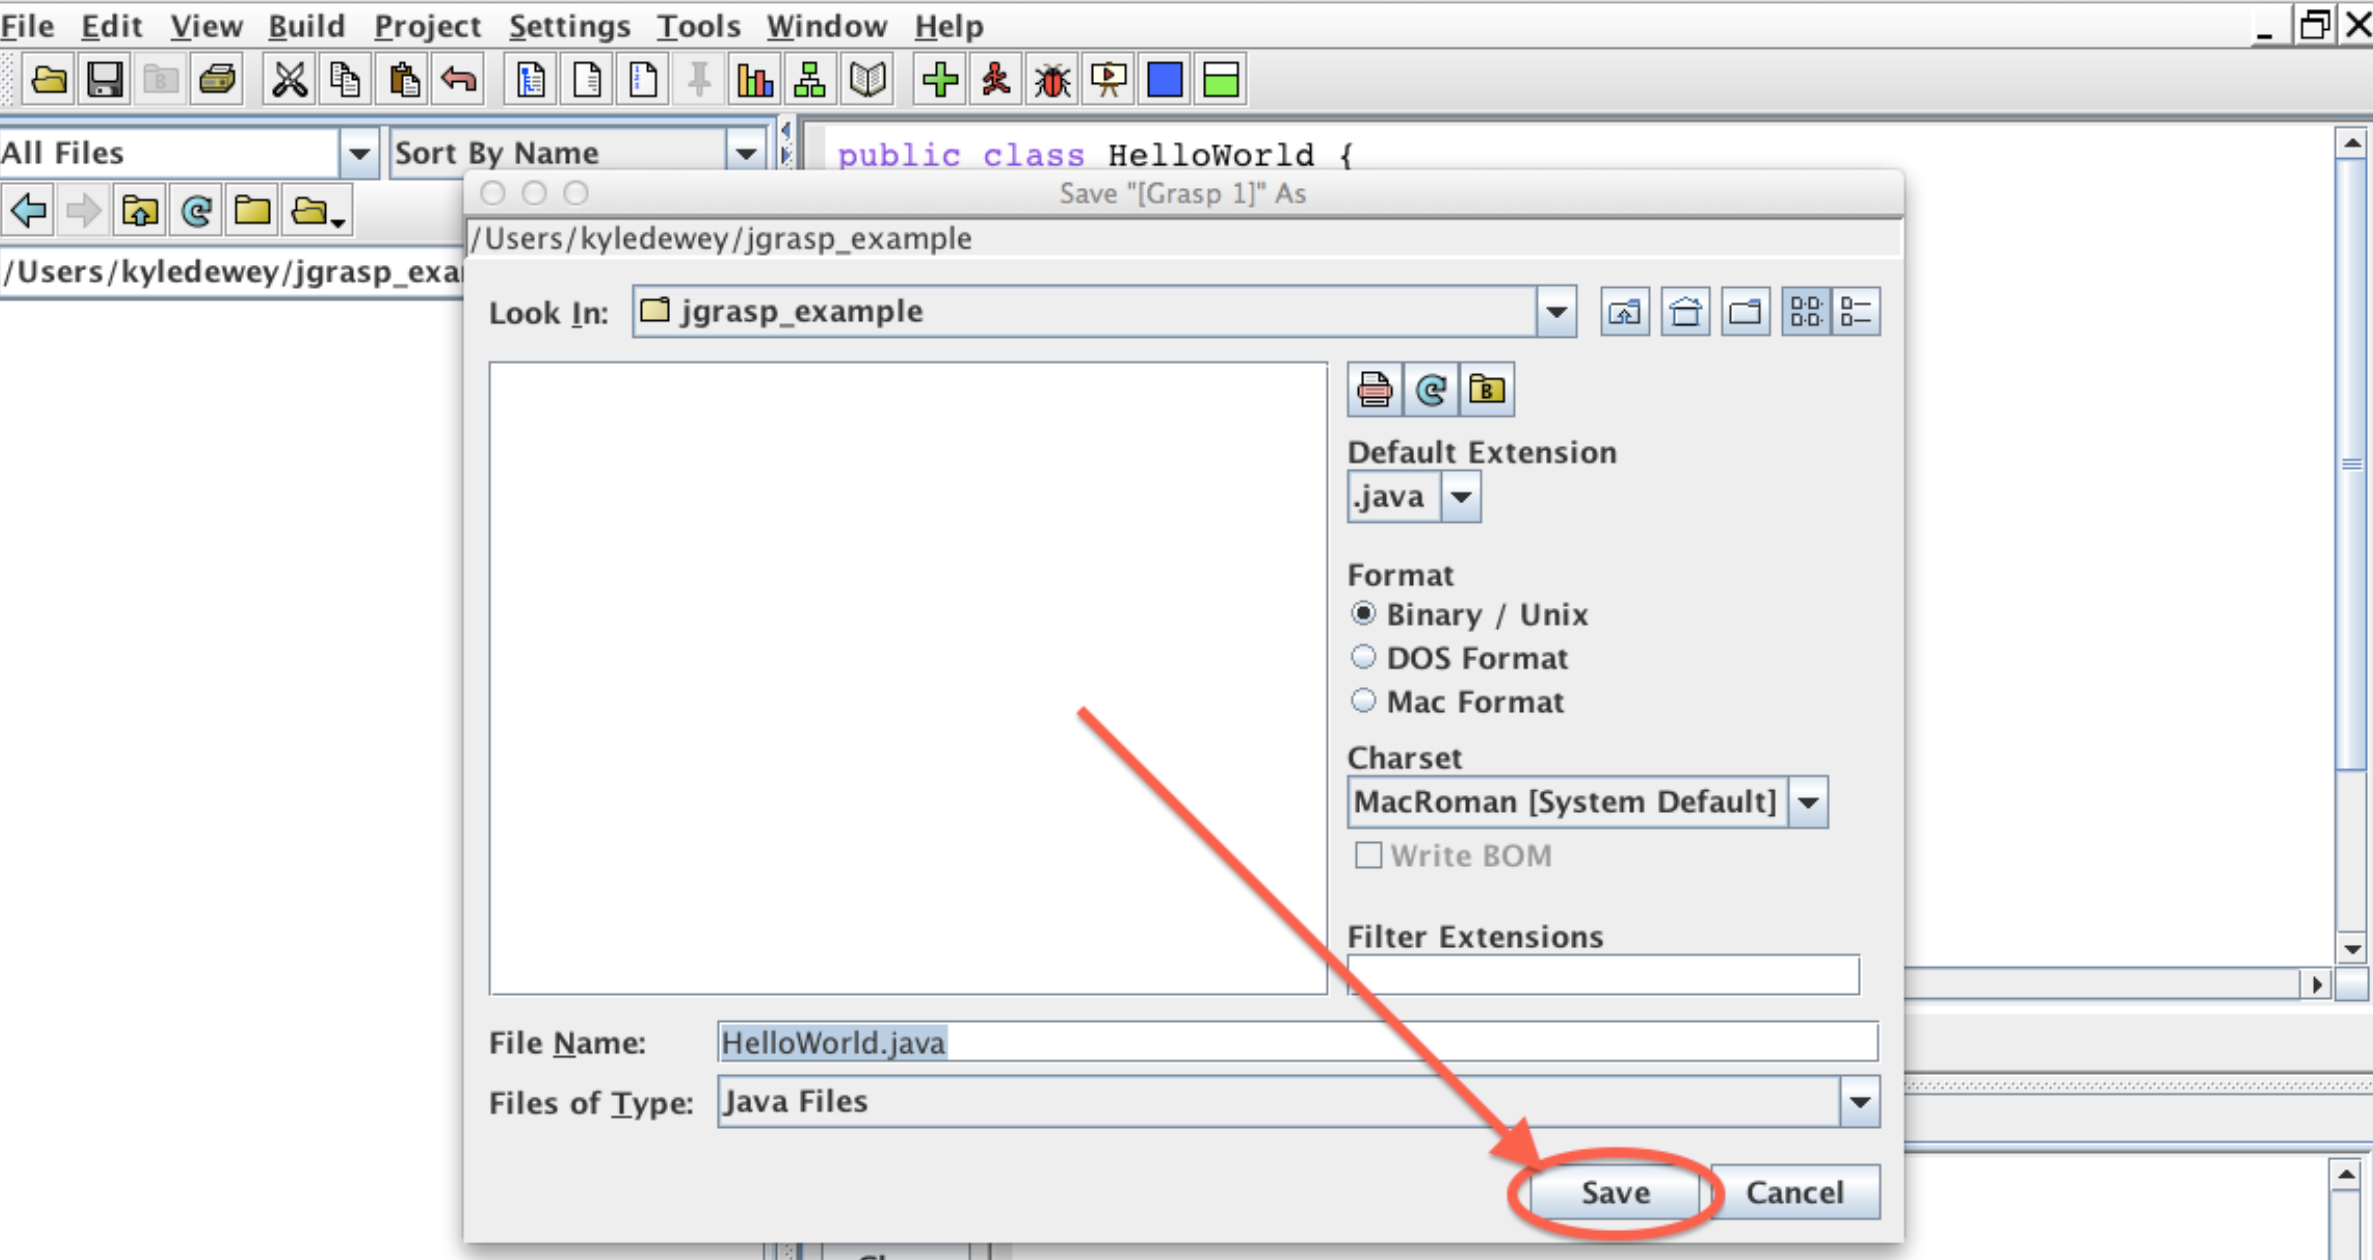 File Edit View Build Project Settings Tools Window Help
All Files
Sort By Name
public class HelloWorld {
Save "[Grasp 1]" As
/Users/kyledewey/jgrasp_example
/Users/kyledewey/jgrasp_exa
Look In: jgrasp_example
Default Extension
.java
Format
Binary / Unix
DOS Format
Mac Format
Charset
MacRoman [System Default]
Write BOM
Filter Extensions
File Name: HelloWorld.java
Files of Type: Java Files
Save
Cancel